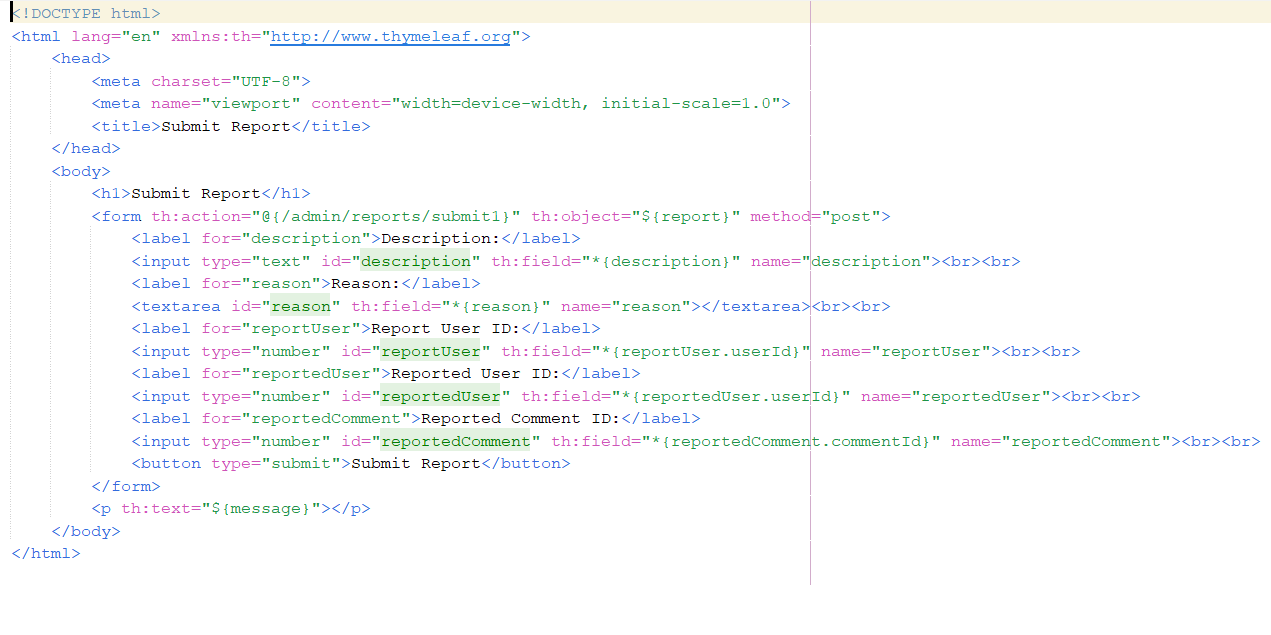 <!DOCTYPE html>
<html lang="en" xmlns:th="http://www.thymeleaf.org">
    <head>
        <meta charset="UTF-8">
        <meta name="viewport" content="width=device-width, initial-scale=1.0">
        <title>Submit Report</title>
    </head>
    <body>
        <h1>Submit Report</h1>
        <form th:action="@{/admin/reports/submit1}" th:object="${report}" method="post">
            <label for="description">Description:</label>
            <input type="text" id="description" th:field="*{description}" name="description"><br><br>
            <label for="reason">Reason:</label>
            <textarea id="reason" th:field="*{reason}" name="reason"></textarea><br><br>
            <label for="reportUser">Report User ID:</label>
            <input type="number" id="reportUser" th:field="*{reportUser.userId}" name="reportUser"><br><br>
            <label for="reportedUser">Reported User ID:</label>
            <input type="number" id="reportedUser" th:field="*{reportedUser.userId}" name="reportedUser"><br><br>
            <label for="reportedComment">Reported Comment ID:</label>
            <input type="number" id="reportedComment" th:field="*{reportedComment.commentId}" name="reportedComment"><br><br>
            <button type="submit">Submit Report</button>
        </form>
        <p th:text="${message}"></p>
    </body>
</html>